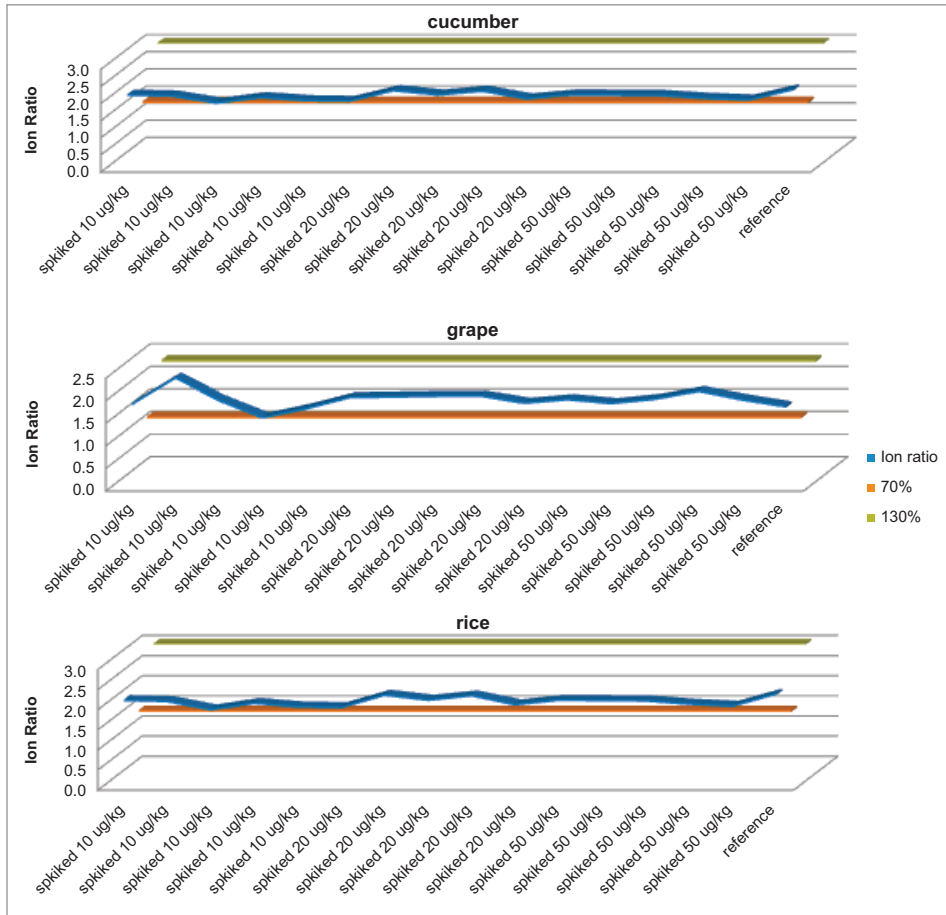 cucumber
Ion Ratio
3.0
2.5
2.0
1.5
1.0
0.5
0.0
spkiked 10 ug/kg
spkiked 10 ug/kg
spkiked 10 ug/kg
spkiked 10 ug/kg
spkiked 10 ug/kg
spkiked 20 ug/kg
spkiked 20 ug/kg
spkiked 20 ug/kg
spkiked 20 ug/kg
spkiked 20 ug/kg
spkiked 50 ug/kg
spkiked 50 ug/kg
spkiked 50 ug/kg
spkiked 50 ug/kg
spkiked 50 ug/kg
reference
grape
Ion Ratio
2.5
2.0
1.5
1.0
0.5
0.0
spkiked 10 ug/kg
spkiked 10 ug/kg
spkiked 10 ug/kg
spkiked 10 ug/kg
spkiked 10 ug/kg
spkiked 20 ug/kg
spkiked 20 ug/kg
spkiked 20 ug/kg
spkiked 20 ug/kg
spkiked 20 ug/kg
spkiked 50 ug/kg
spkiked 50 ug/kg
spkiked 50 ug/kg
spkiked 50 ug/kg
spkiked 50 ug/kg
reference
Ion ratio
70%
130%
rice
Ion Ratio
3.0
2.5
2.0
1.5
1.0
0.5
0.0
spkiked 10 ug/kg
spkiked 10 ug/kg
spkiked 10 ug/kg
spkiked 10 ug/kg
spkiked 10 ug/kg
spkiked 20 ug/kg
spkiked 20 ug/kg
spkiked 20 ug/kg
spkiked 20 ug/kg
spkiked 20 ug/kg
spkiked 50 ug/kg
spkiked 50 ug/kg
spkiked 50 ug/kg
spkiked 50 ug/kg
spkiked 50 ug/kg
reference